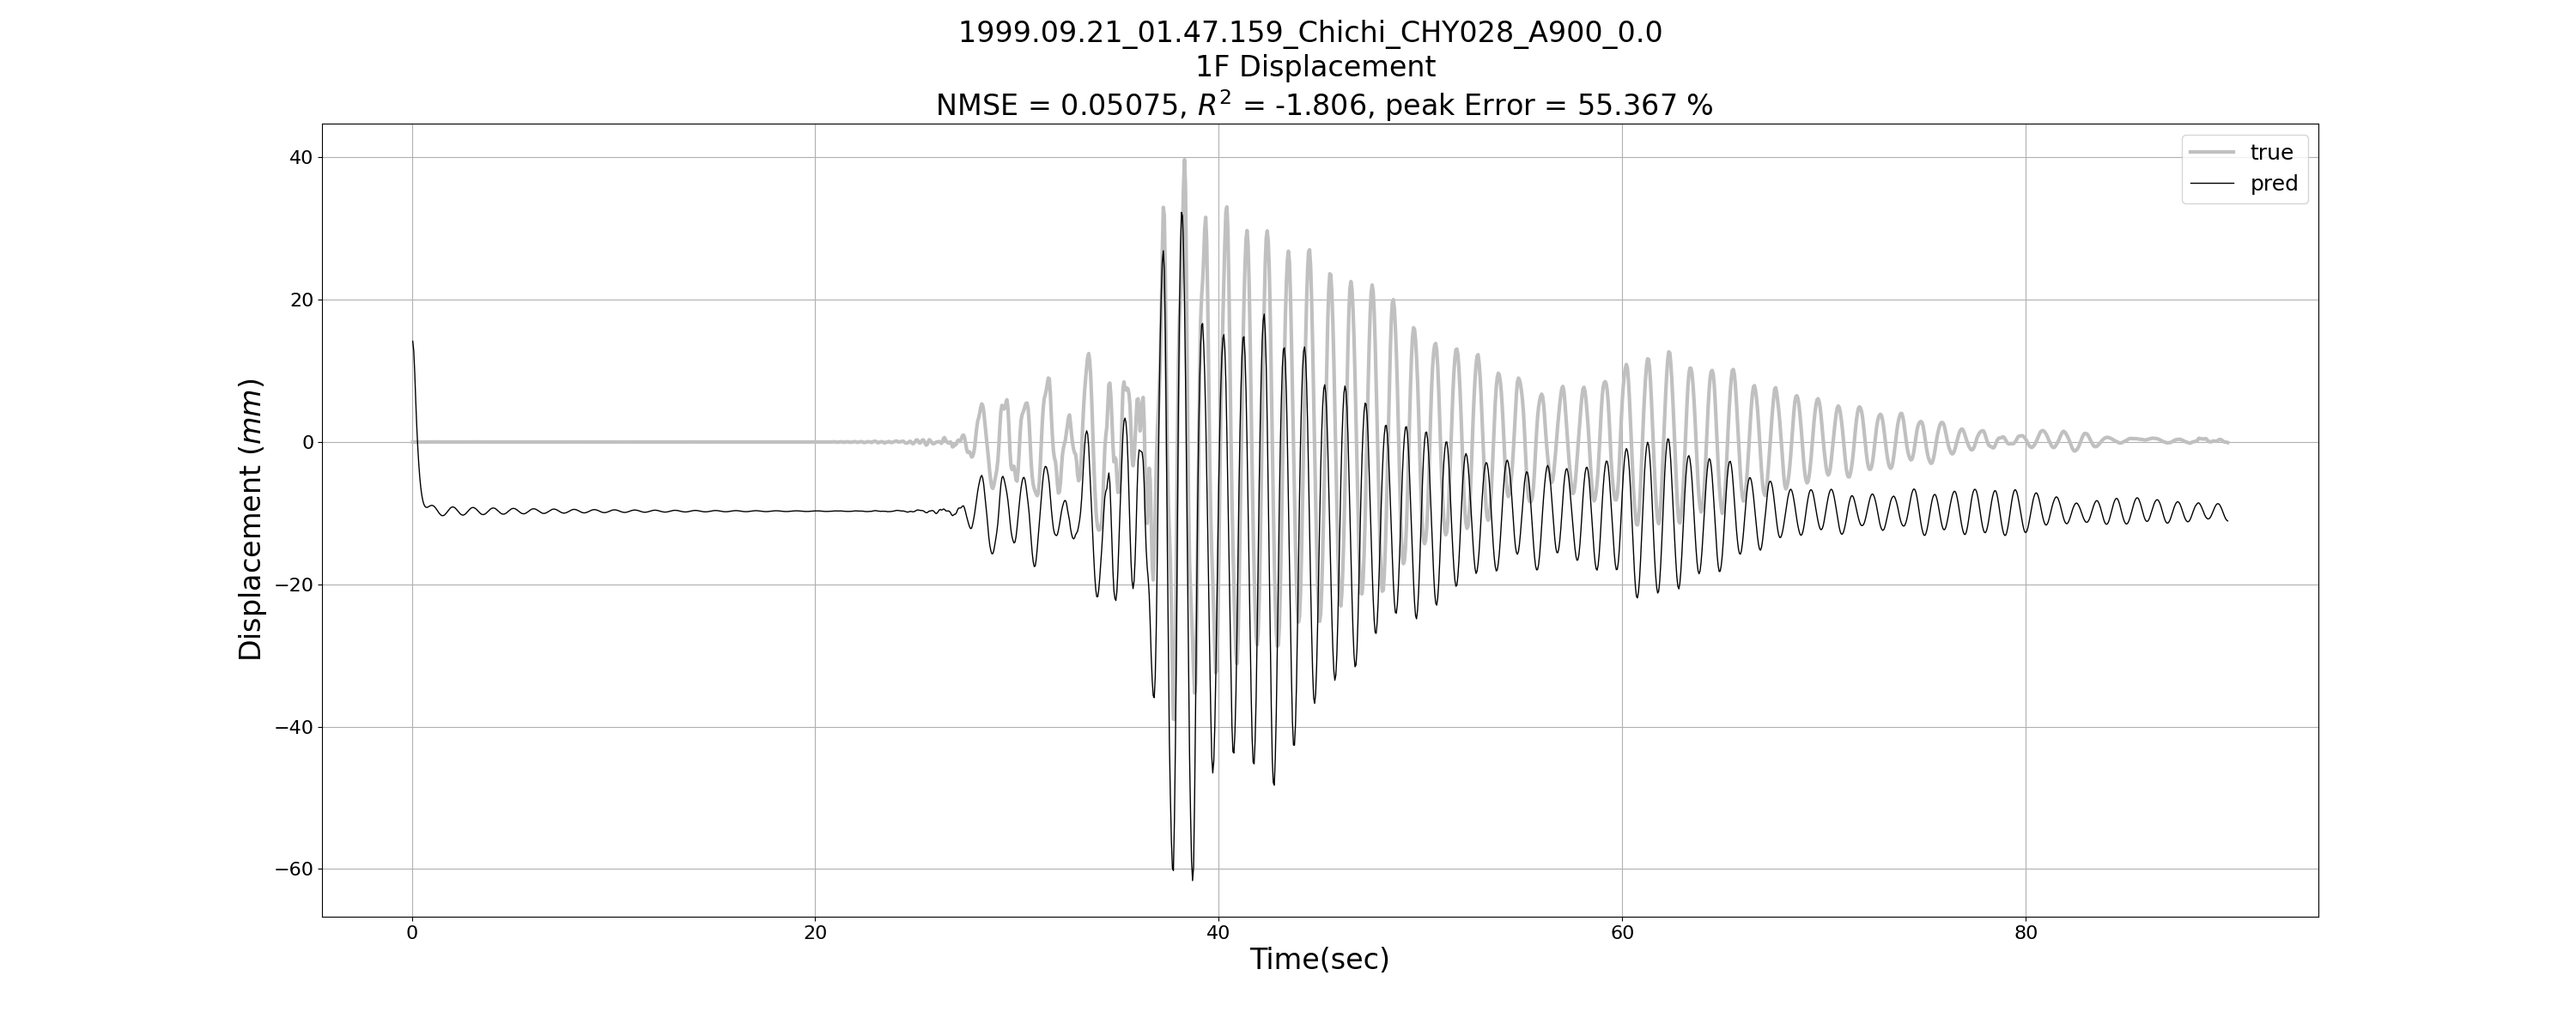 1999.09.21_01.47.159_Chichi_CHY028_A900_0.0
1F Displacement
NMSE = 0.05075, R² = -1.806, peak Error = 55.367 %
true
pred
Displacement (mm)
40
20
0
−20
−40
−60
0
20
40
60
80
Time(sec)